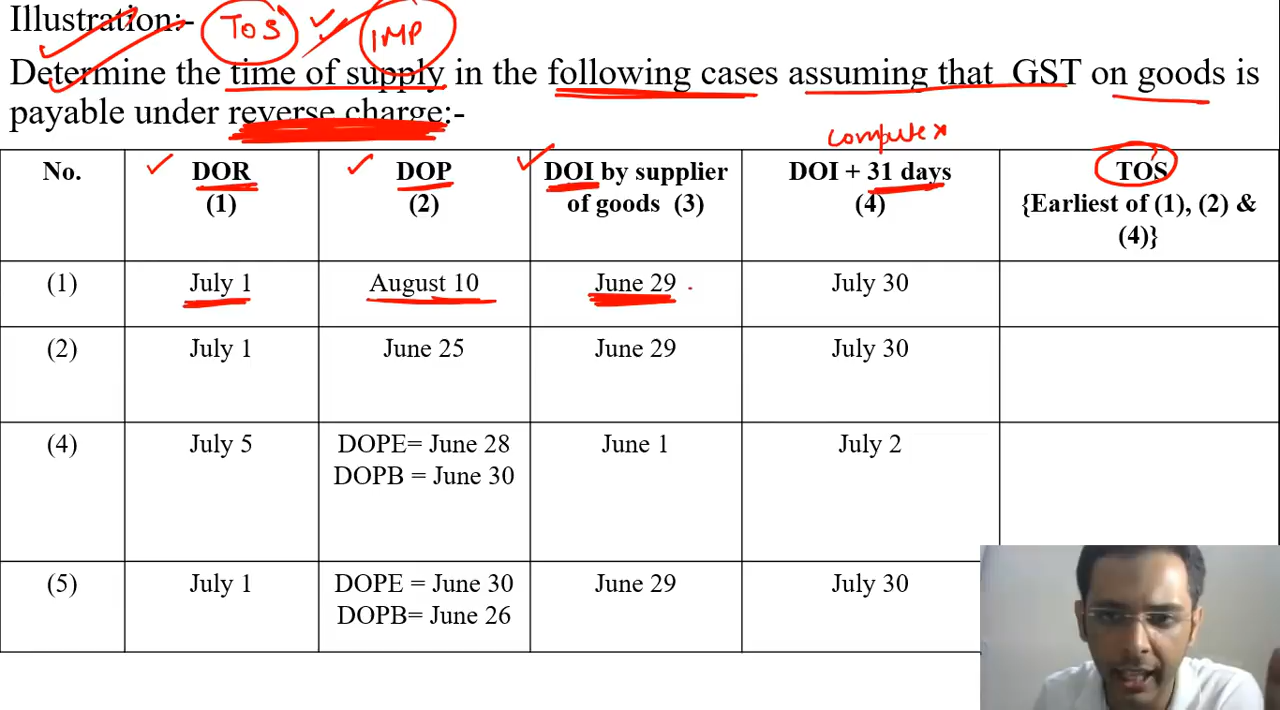 Illustration:-
TOS IMP
Determine the time of supply in the following cases assuming that GST on goods is
payable under reverse charge:-
compute
No. DOR DOP DOI by supplier DOI + 31 days TOS
(1) (2) of goods (3) (4) {Earliest of (1), (2) &
(4)}
(1) July 1 August 10 June 29 July 30
(2) July 1 June 25 June 29 July 30
(4) July 5 DOPE= June 28 June 1 July 2
DOPB = June 30
(5) July 1 DOPE = June 30 June 29 July 30
DOPB= June 26